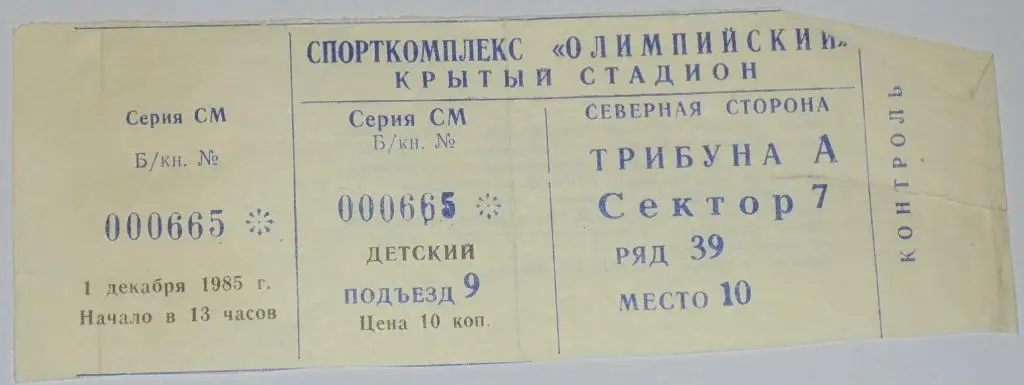 СПОРТКОМПЛЕКС «ОЛИМПИЙСКИЙ»
КРЫТЫЙ СТАДИОН
Серия СМ
Б/кн. №
000665 *
1 декабря 1985 г.
Начало в 13 часов
Серия СМ
Б/кн. №
000665 *
ДЕТСКИЙ
ПОДЪЕЗД 9
Цена 10 коп.
СЕВЕРНАЯ СТОРОНА
ТРИБУНА А
Сектор 7
РЯД 39
МЕСТО 10
КОНТРОЛЬ